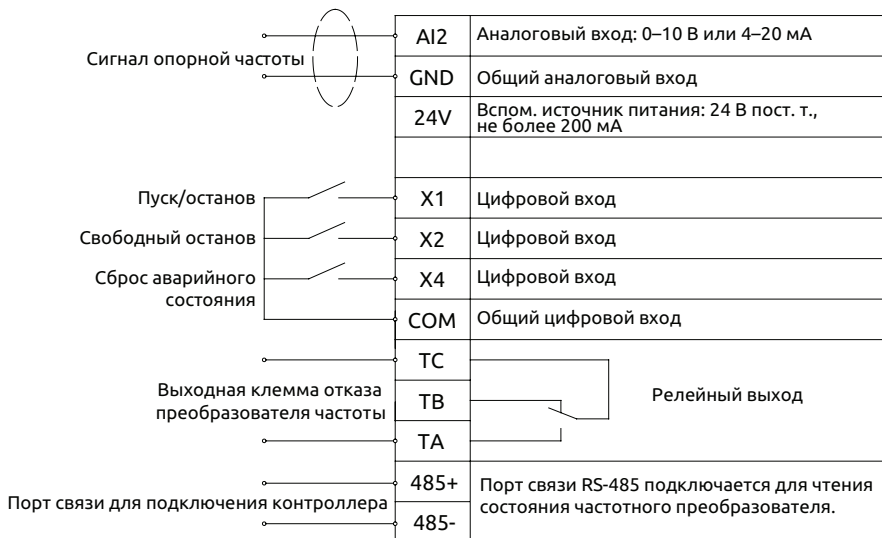 Сигнал опорной частоты
AI2
Аналоговый вход: 0–10 В или 4–20 мА
GND
Общий аналоговый вход
24V
Вспом. источник питания: 24 В пост. т.,
не более 200 мА
Пуск/останов
X1
Цифровой вход
Свободный останов
X2
Цифровой вход
Сброс аварийного
состояния
X4
Цифровой вход
COM
Общий цифровой вход
TC
Выходная клемма отказа
преобразователя частоты
TB
Релейный выход
TA
Порт связи для подключения контроллера
485+
485-
Порт связи RS-485 подключается для чтения
состояния частотного преобразователя.